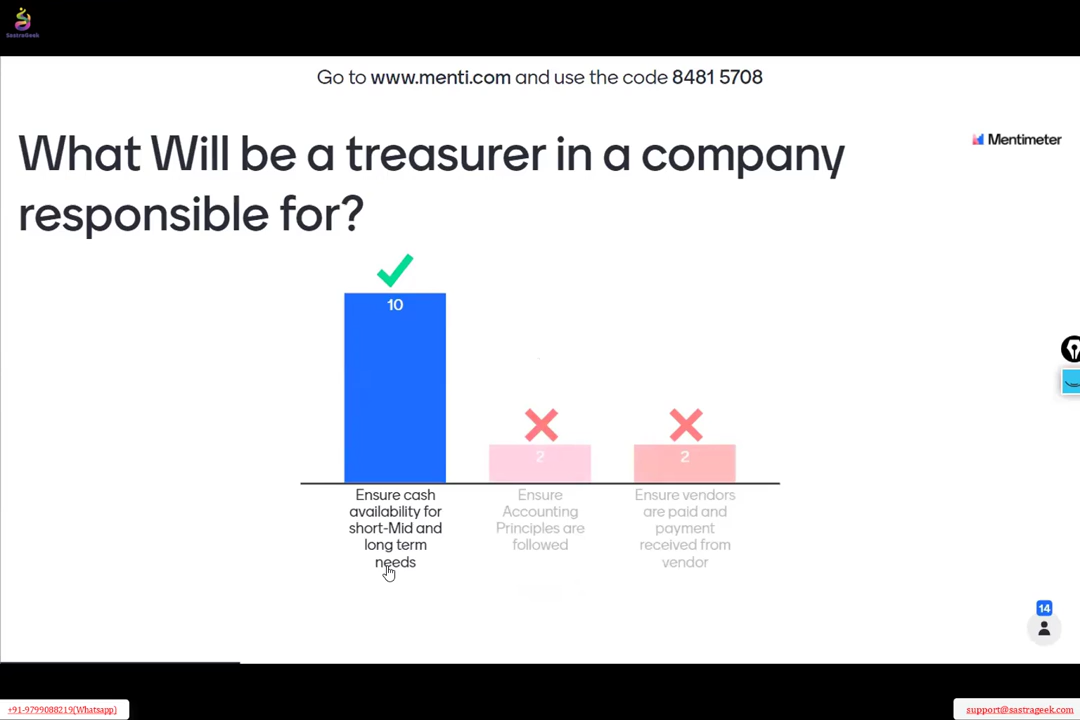 SastraGeek
Go to www.menti.com and use the code 8481 5708
What Will be a treasurer in a company
responsible for?
Mentimeter
10
2
2
Ensure cash
availability for
short-Mid and
long term
needs
Ensure
Accounting
Principles are
followed
Ensure vendors
are paid and
payment
received from
vendor
14
+91-9799088219(Whatsapp)
support@sastrageek.com